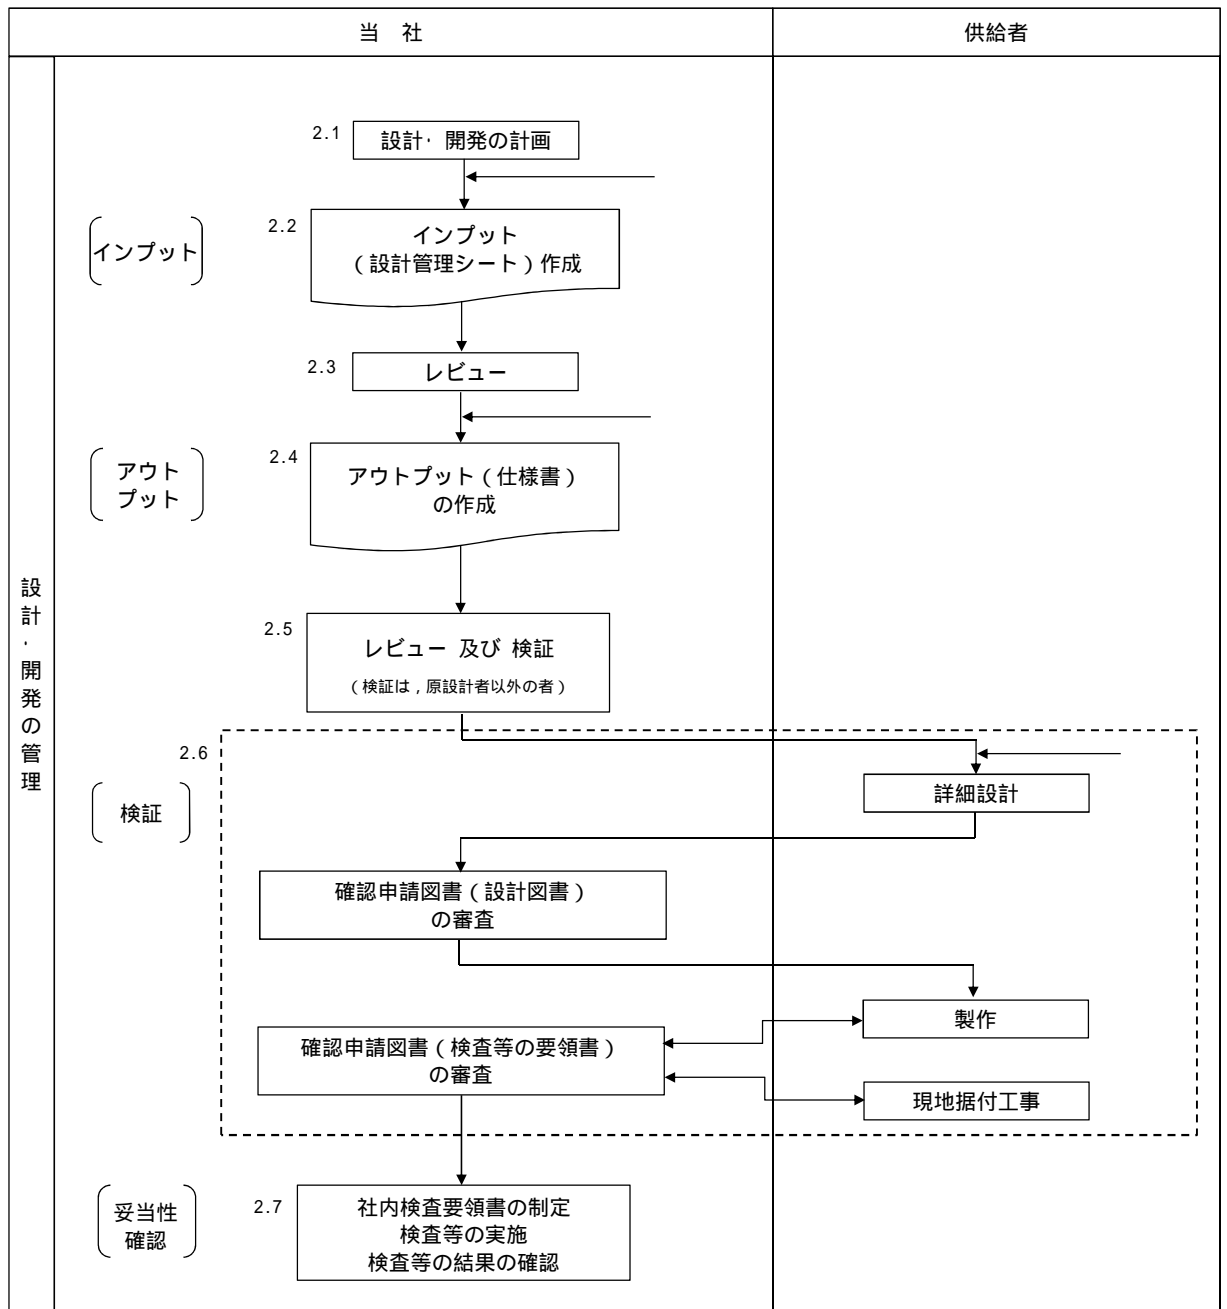 当 社
供給者
設計・開発の管理
2.1
設計・開発の計画
2.2
インプット
インプット
(設計管理シート)作成
2.3
レビュー
2.4
アウト
プット
アウトプット(仕様書)
の作成
2.5
レビュー 及び 検証
(検証は,原設計者以外の者)
2.6
検証
詳細設計
確認申請図書(設計図書)
の審査
製作
確認申請図書(検査等の要領書)
の審査
現地据付工事
妥当性
確認
2.7
社内検査要領書の制定
検査等の実施
検査等の結果の確認